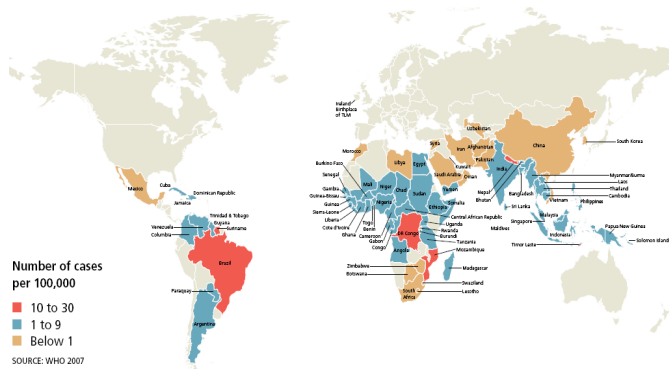 Ireland
Birthplace
of TLM
Uzbekistan
Syria
Morocco
Iran
Afghanistan
China
South Korea
Burkina Faso
Libya
Egypt
Kuwait
Pakistan
Senegal
Saudi Arabia
Oman
India
Mexico
Cuba
Dominican Republic
Jamaica
Gambia
Guinea-Bissau
Guinea
Sierra-Leone
Liberia
Cote d'Ivoire
Ghana
Togo
Benin
Cameroon
Gabon
Congo
Mali
Niger
Chad
Sudan
Nigeria
Yemen
Ethiopia
Somalia
Central African Republic
Uganda
Rwanda
Burundi
Tanzania
Mozambique
Nepal
Bhutan
Bangladesh
Sri Lanka
Maldives
Myanmar/Burma
Laos
Thailand
Cambodia
Vietnam
Philippines
Malaysia
Singapore
Indonesia
Papua New Guinea
Timor Leste
Solomon Island
Trinidad & Tobago
Guyana
Suriname
Venezuela
Columbia
Brazil
DR Congo
Angola
Zimbabwe
Botswana
Madagascar
Swaziland
Lesotho
South
Africa
Paraguay
Argentina
Number of cases
per 100,000
10 to 30
1 to 9
Below 1
SOURCE: WHO 2007